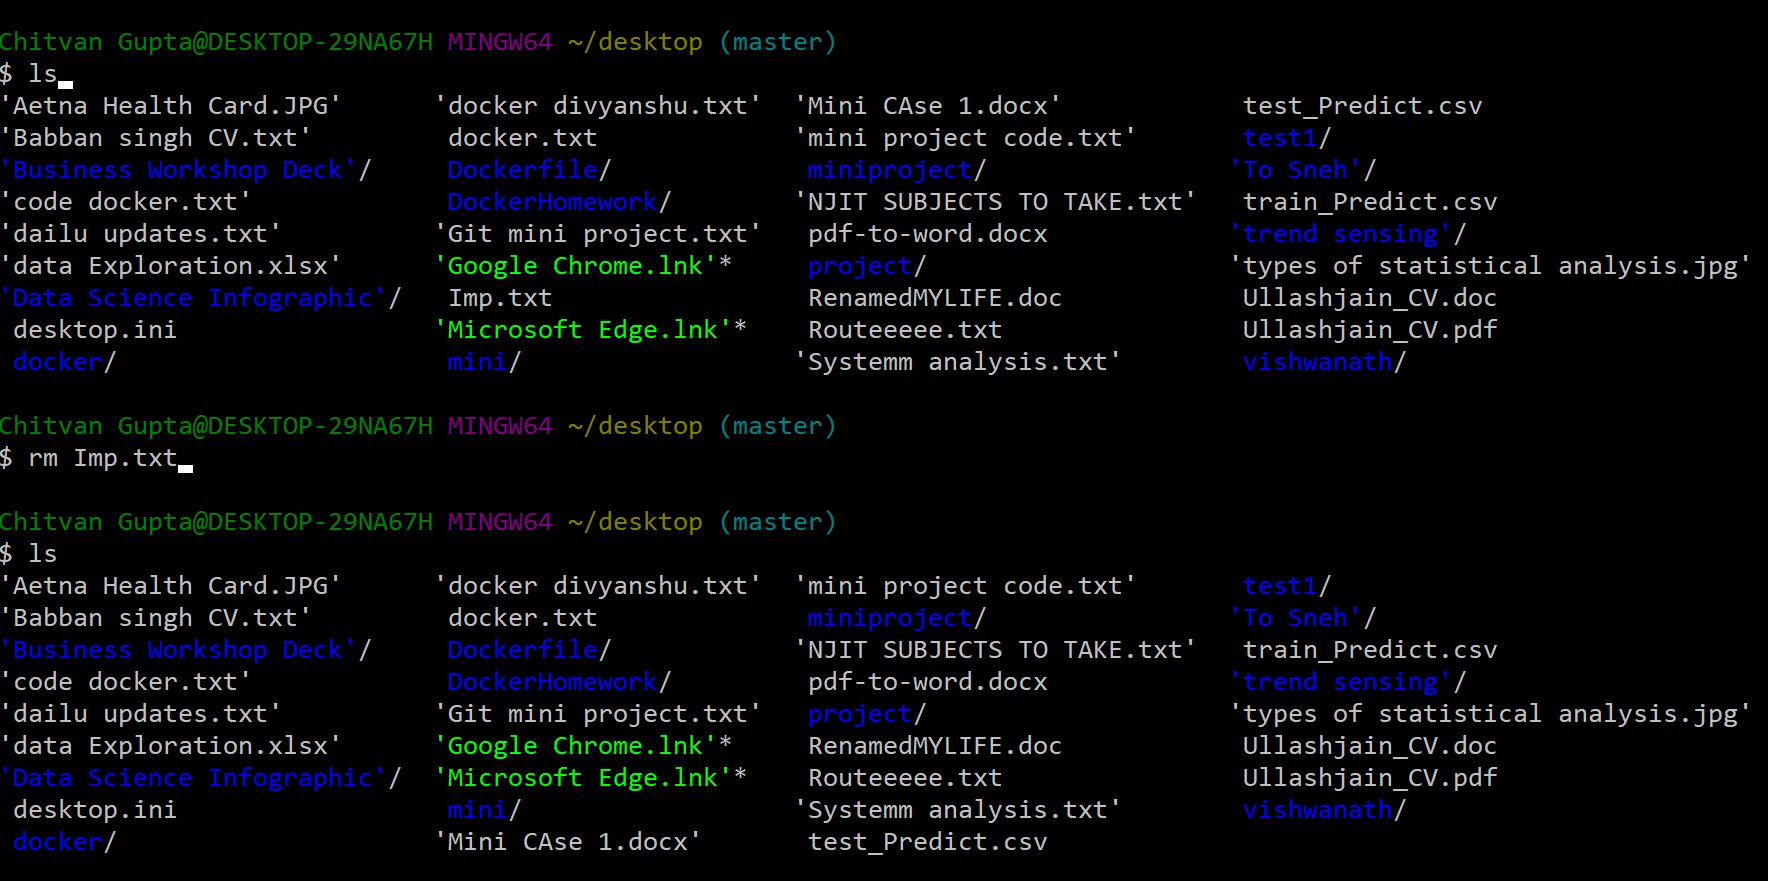 Chitvan Gupta@DESKTOP-29NA67H MINGW64 ~/desktop (master)
$ ls
'Aetna Health Card.JPG' 'docker divyanshu.txt' 'Mini CAse 1.docx' test_Predict.csv
'Babban singh CV.txt' docker.txt 'mini project code.txt' test1/
'Business Workshop Deck'/ Dockerfile/ miniproject/ 'To Sneh'/
'code docker.txt' DockerHomework/ 'NJIT SUBJECTS TO TAKE.txt' train_Predict.csv
'dailu updates.txt' 'Git mini project.txt' pdf-to-word.docx 'trend sensing'/
'data Exploration.xlsx' 'Google Chrome.lnk'* project/ 'types of statistical analysis.jpg'
'Data Science Infographic'/ Imp.txt RenamedMYLIFE.doc Ullashjain_CV.doc
desktop.ini 'Microsoft Edge.lnk'* Routeeeee.txt Ullashjain_CV.pdf
docker/ mini/ 'Systemm analysis.txt' vishwanath/
Chitvan Gupta@DESKTOP-29NA67H MINGW64 ~/desktop (master)
$ rm Imp.txt
Chitvan Gupta@DESKTOP-29NA67H MINGW64 ~/desktop (master)
$ ls
'Aetna Health Card.JPG' 'docker divyanshu.txt' 'mini project code.txt' test1/
'Babban singh CV.txt' docker.txt miniproject/ 'To Sneh'/
'Business Workshop Deck'/ Dockerfile/ 'NJIT SUBJECTS TO TAKE.txt' train_Predict.csv
'code docker.txt' DockerHomework/ pdf-to-word.docx 'trend sensing'/
'dailu updates.txt' 'Git mini project.txt' project/ 'types of statistical analysis.jpg'
'data Exploration.xlsx' 'Google Chrome.lnk'* RenamedMYLIFE.doc Ullashjain_CV.doc
'Data Science Infographic'/ 'Microsoft Edge.lnk'* Routeeeee.txt Ullashjain_CV.pdf
desktop.ini mini/ 'Systemm analysis.txt' vishwanath/
docker/ 'Mini CAse 1.docx' test_Predict.csv